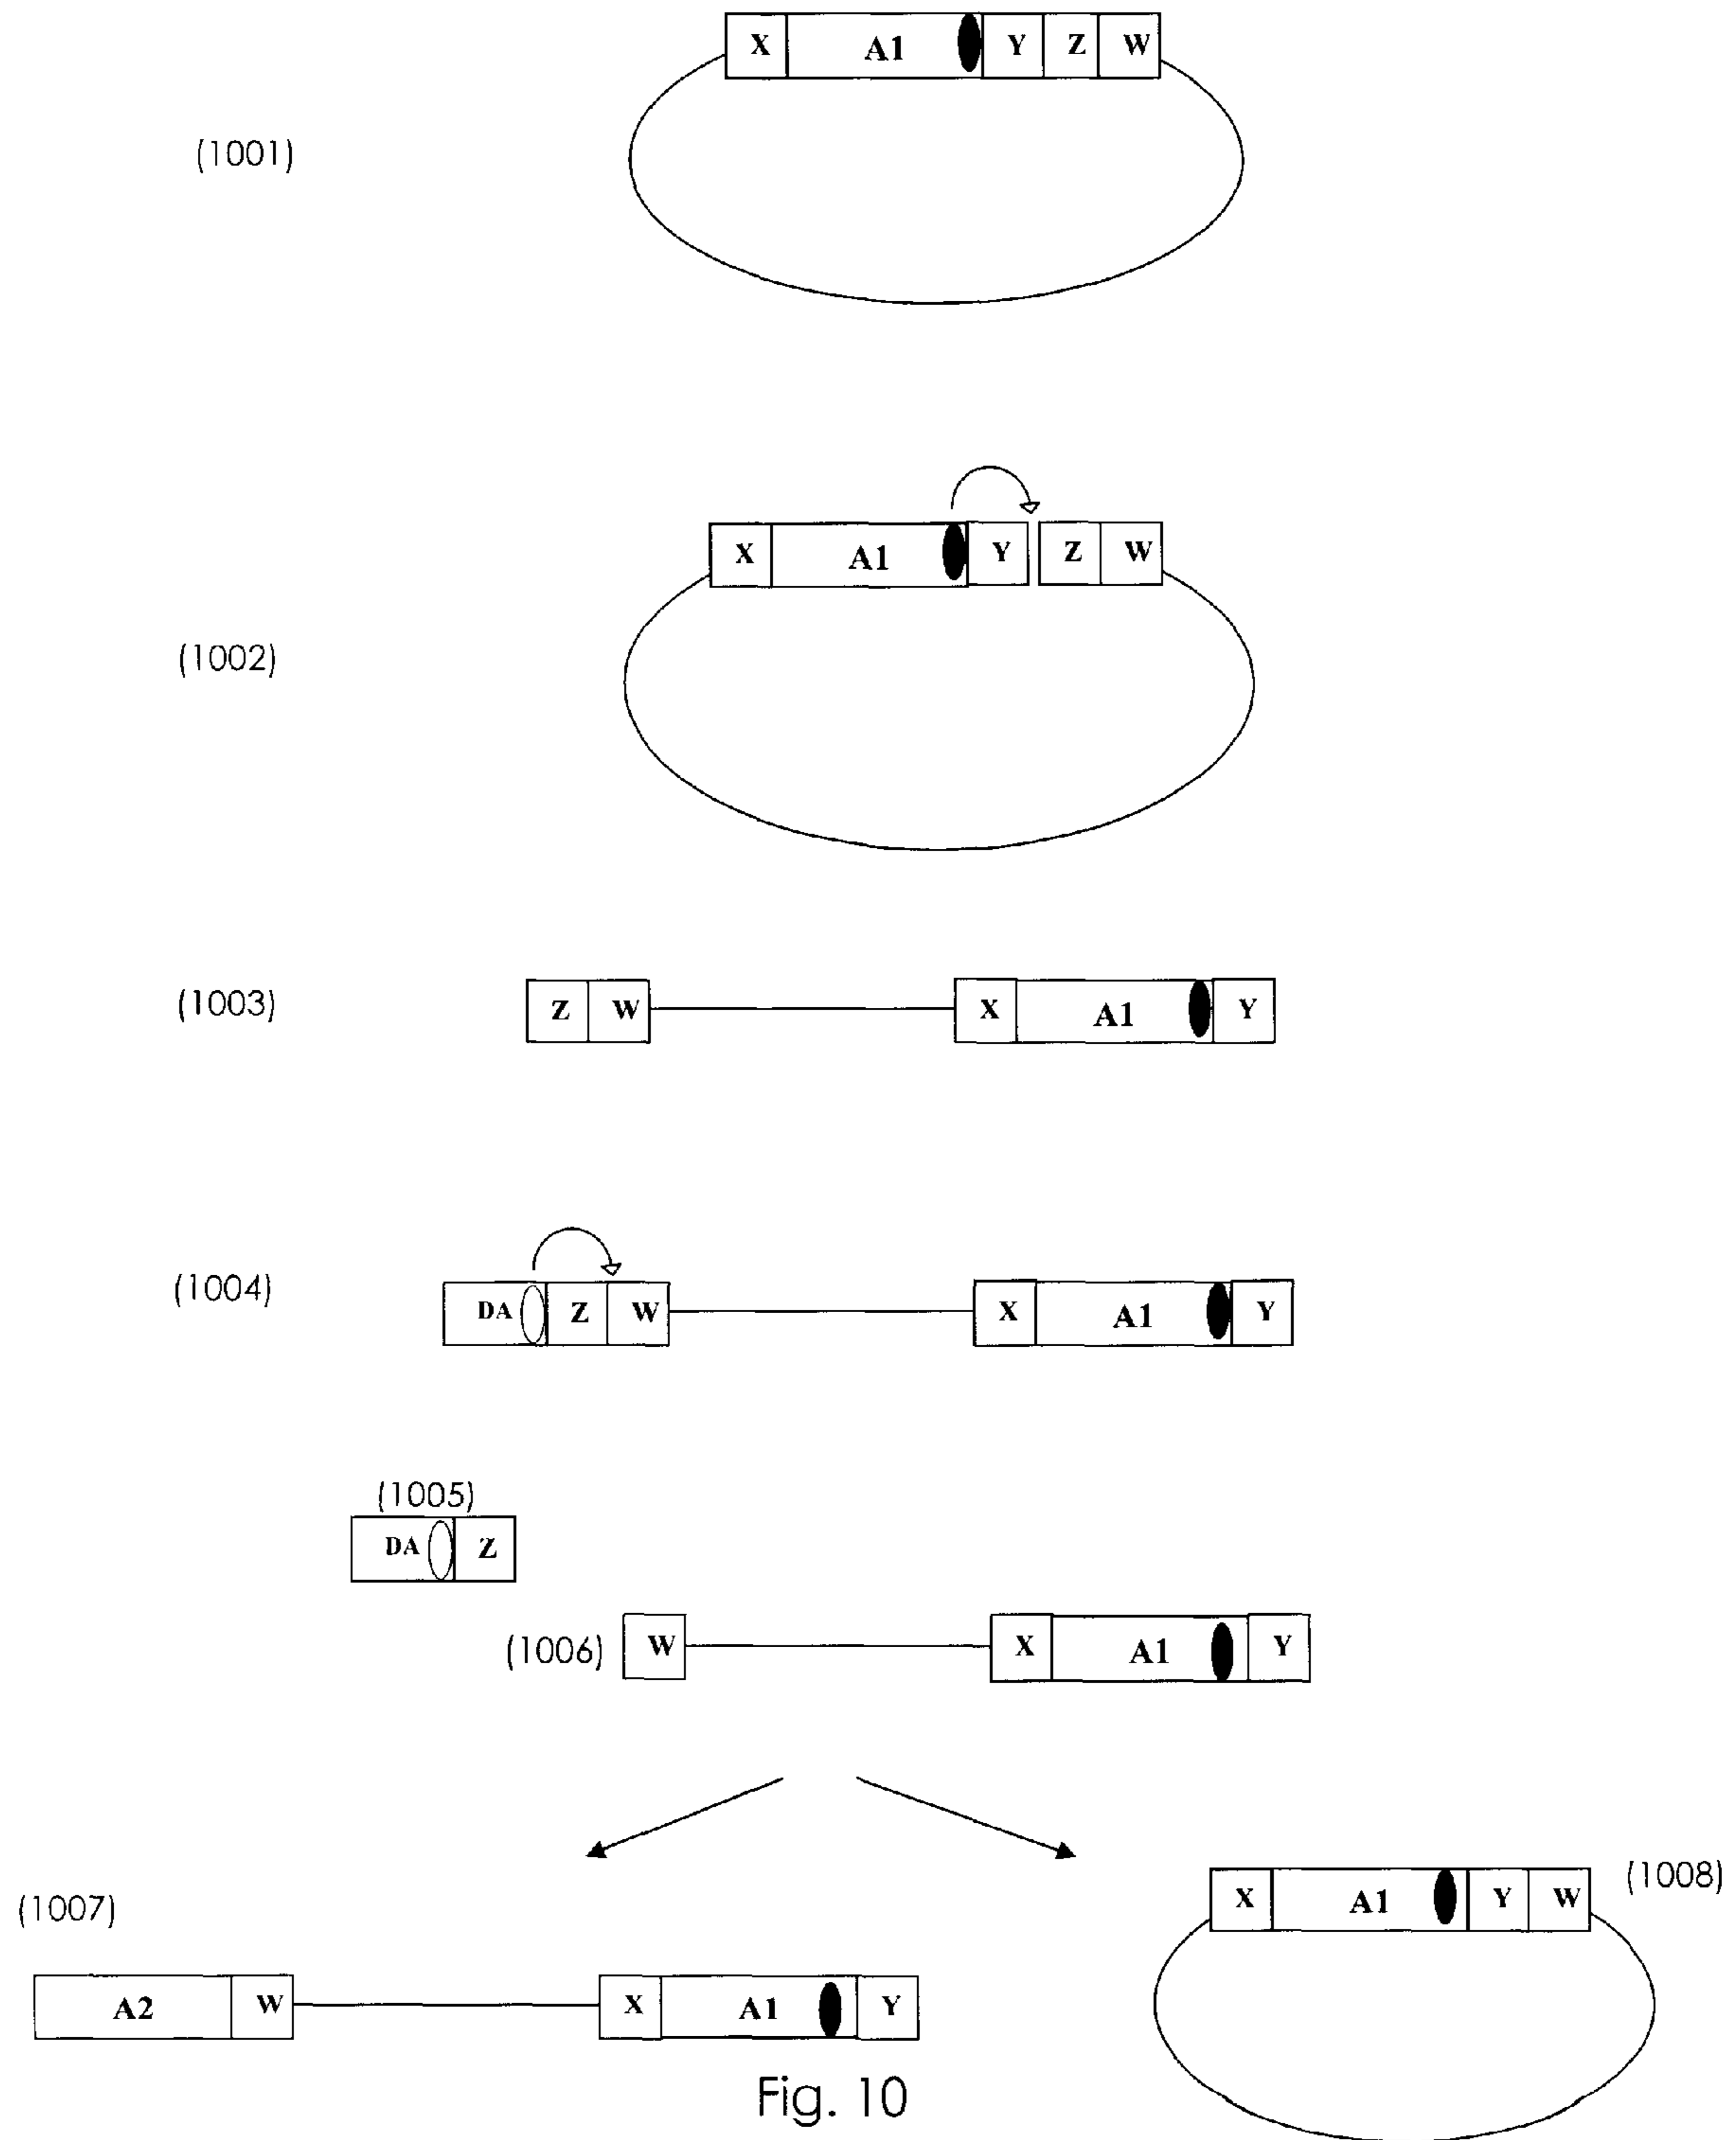 X A1 Y Z W
(1001)
X A1 Y Z W
(1002)
(1003) Z W X A1 Y
(1004) DA Z W X A1 Y
(1005)
DA Z
(1006) W X A1 Y
(1008)
X A1 Y W
(1007)
A2 W X A1 Y
Fig. 10